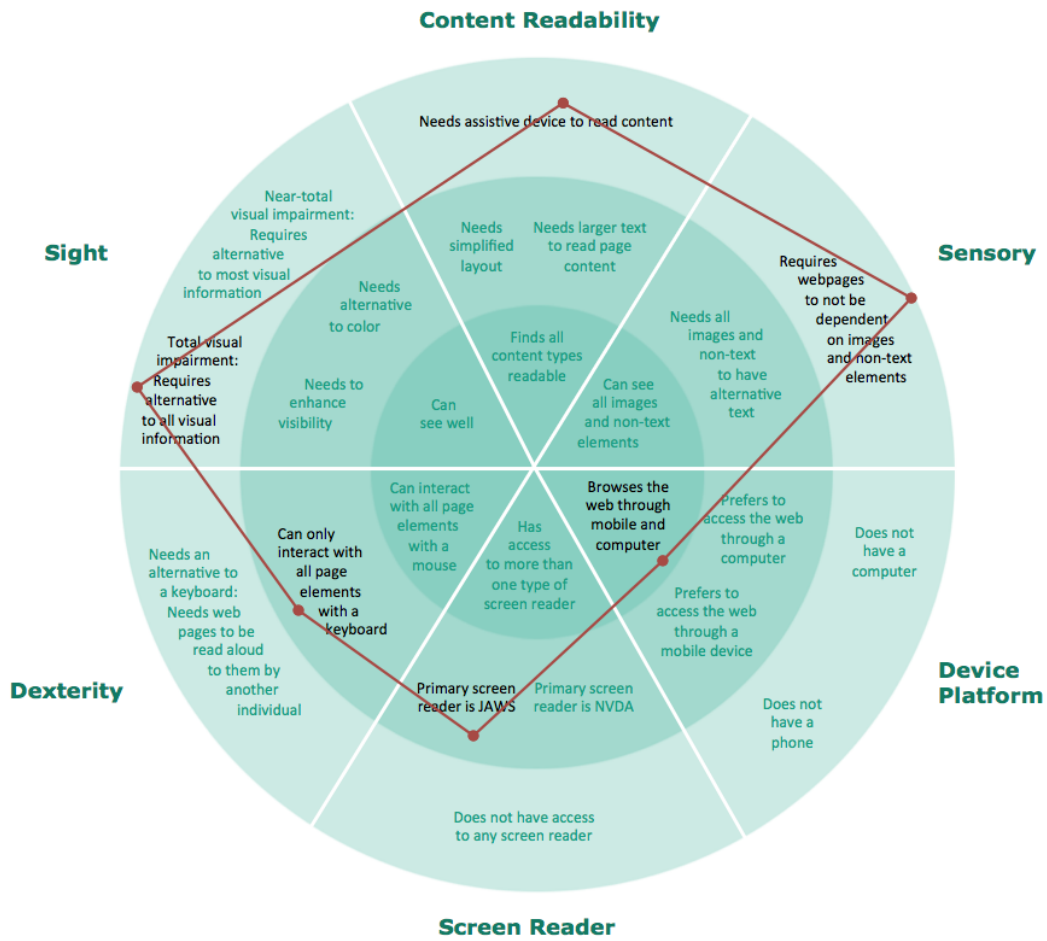 Content Readability
Needs assistive device to read content
Needs
simplified
layout
Needs larger text
to read page
content
Finds all
content types
readable
Sensory
Requires
webpages
to not be
dependent
on images
and non-text
elements
Needs all
images and
non-text
to have
alternative
text
Can see
all images
and non-text
elements
Device
Platform
Browses the
web through
mobile and
computer
Prefers to
access the web
through a
computer
Prefers to
access the web
through a
mobile device
Does not
have a
computer
Does not
have a
phone
Screen Reader
Has
access
to more than
one type of
screen reader
Primary screen
reader is JAWS
Primary screen
reader is NVDA
Does not have access
to any screen reader
Dexterity
Can interact
with all page
elements
with a
mouse
Can only
interact with
all page
elements
with a
keyboard
Needs an
alternative to
a keyboard:
Needs web
pages to be
read aloud
to them by
another
individual
Sight
Near-total
visual impairment:
Requires
alternative
to most visual
information
Total visual
impairment:
Requires
alternative
to all visual
information
Needs
alternative
to color
Needs to
enhance
visibility
Can
see well